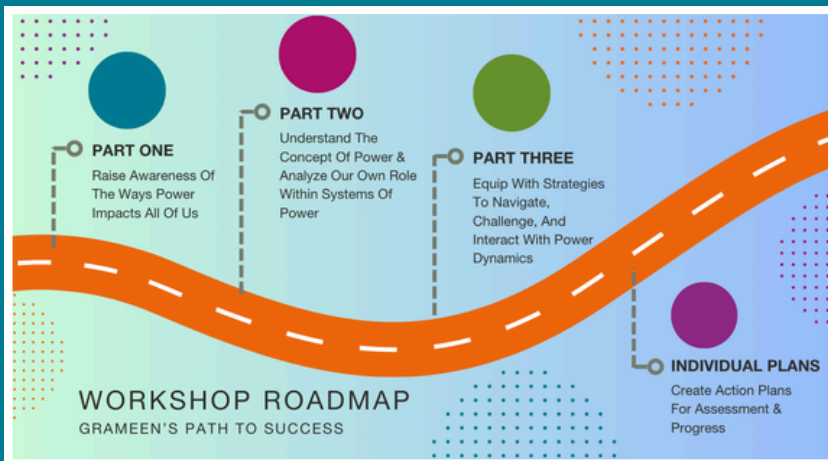 PART ONE
Raise Awareness Of
The Ways Power
Impacts All Of Us
PART TWO
Understand The
Concept Of Power &
Analyze Our Own Role
Within Systems Of
Power
PART THREE
Equip With Strategies
To Navigate,
Challenge, And
Interact With Power
Dynamics
INDIVIDUAL PLANS
Create Action Plans
For Assessment &
Progress
WORKSHOP ROADMAP
GRAMEEN'S PATH TO SUCCESS